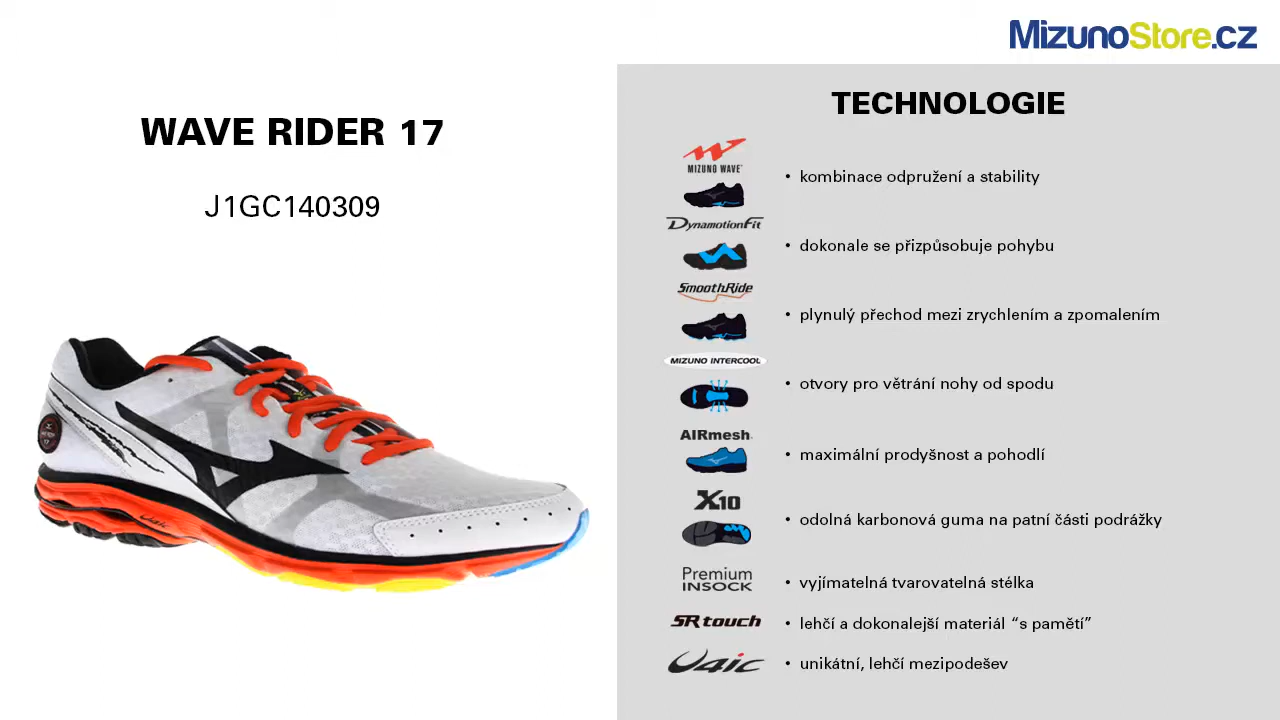 MizunoStore.cz
WAVE RIDER 17
J1GC140309
TECHNOLOGIE
MIZUNO WAVE
• kombinace odpružení a stability
DynamotionFit
• dokonale se přizpůsobuje pohybu
SmoothRide
• plynulý přechod mezi zrychlením a zpomalením
MIZUNO INTERCOOL
• otvory pro větrání nohy od spodu
AIRmesh
• maximální prodyšnost a pohodlí
X10
• odolná karbonová guma na patní části podrážky
Premium
INSOCK
• vyjímatelná tvarovatelná stélka
SR touch
• lehčí a dokonalejší materiál “s pamětí”
U4ic
• unikátní, lehčí mezipodešev
U4ic
17